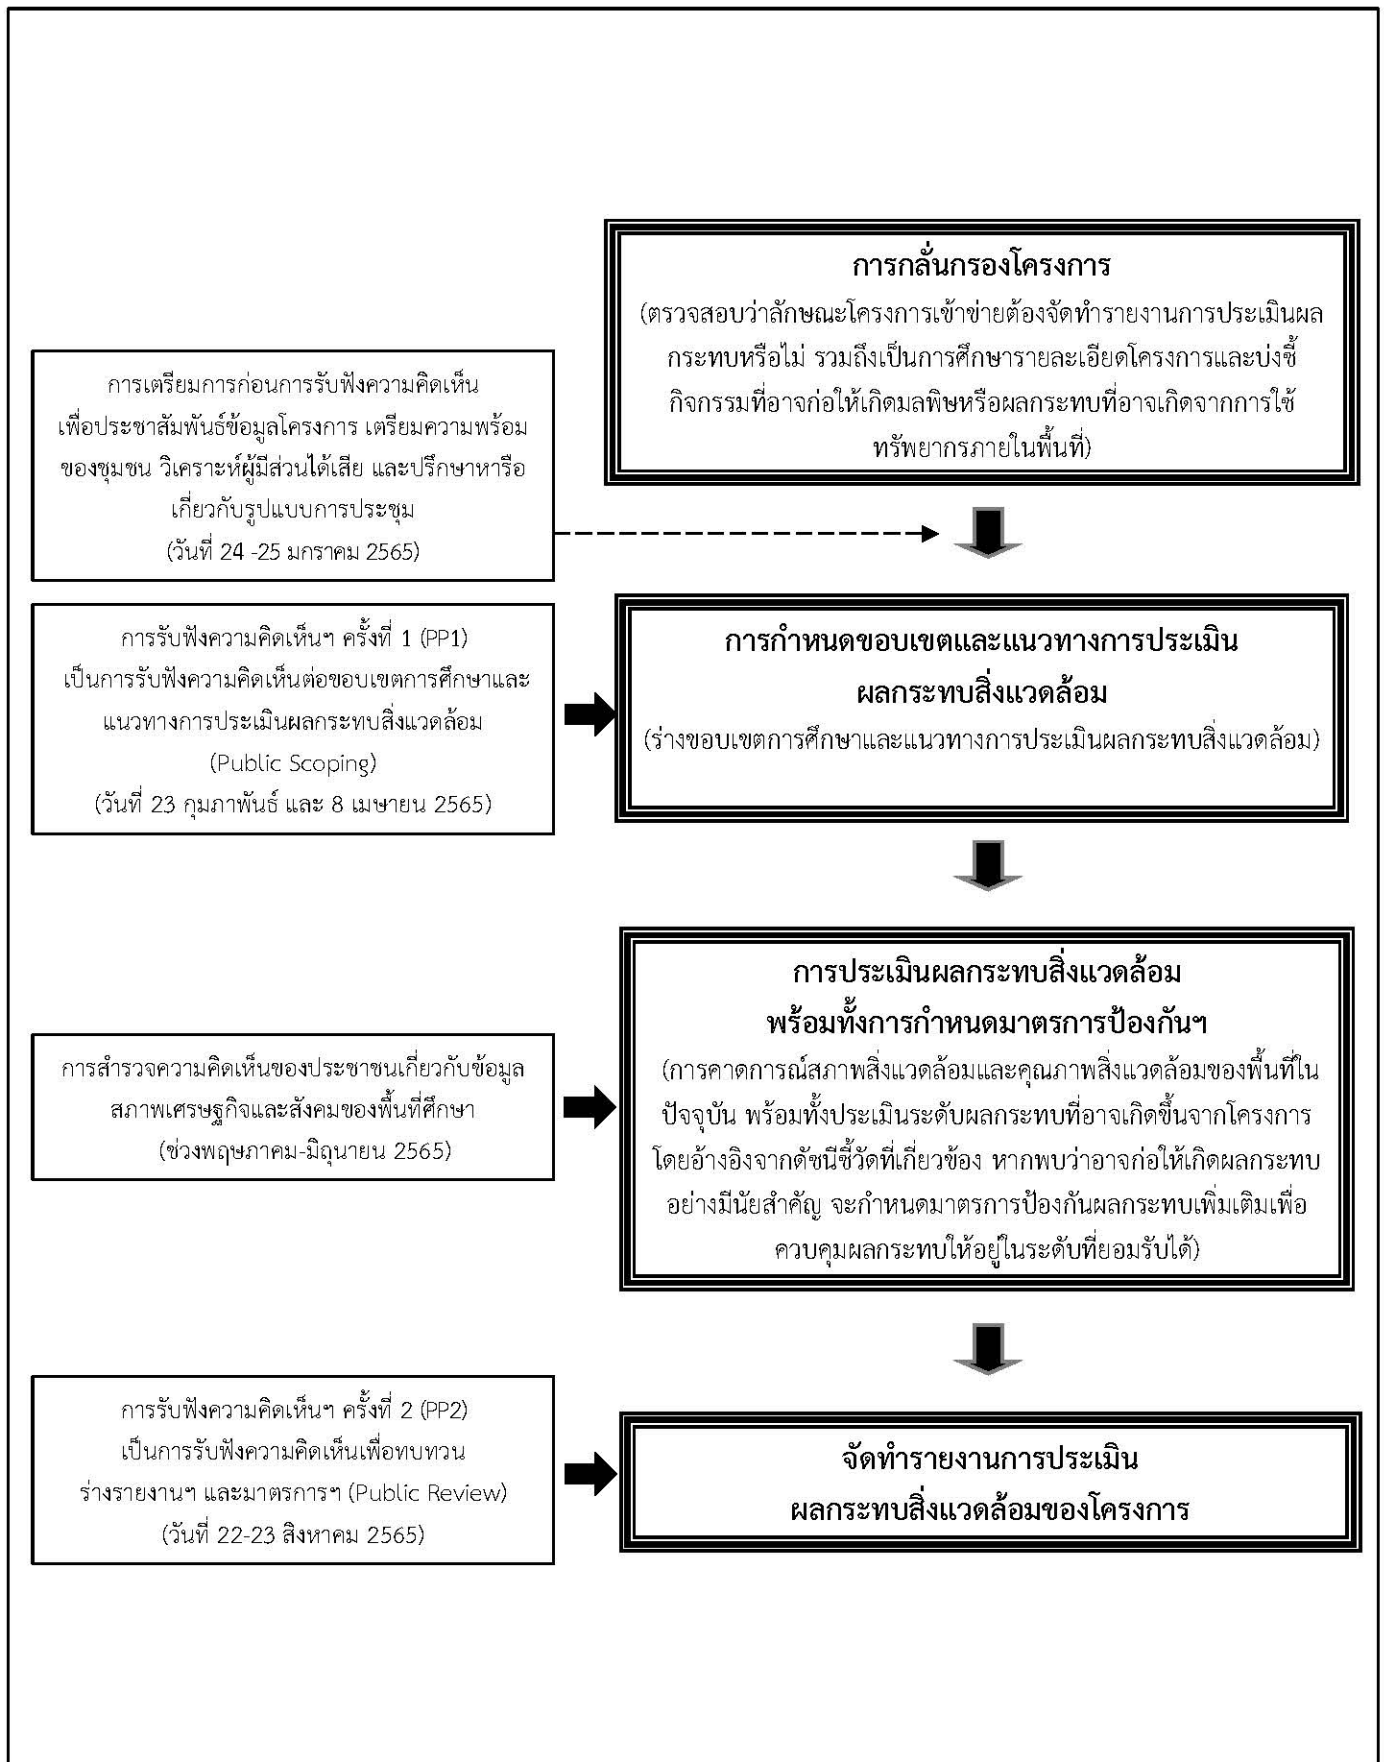 การกลั่นกรองโครงการ
(ตรวจสอบว่าลักษณะโครงการเข้าข่ายต้องจัดทำรายงานการประเมินผล
กระทบหรือไม่ รวมถึงเป็นการศึกษารายละเอียดโครงการและบ่งชี้
กิจกรรมที่อาจก่อให้เกิดมลพิษหรือผลกระทบที่อาจเกิดจากการใช้
ทรัพยากรภายในพื้นที่)
การเตรียมการก่อนการรับฟังความคิดเห็น
เพื่อประชาสัมพันธ์ข้อมูลโครงการ เตรียมความพร้อม
ของชุมชน วิเคราะห์ผู้มีส่วนได้เสีย และปรึกษาหารือ
เกี่ยวกับรูปแบบการประชุม
(วันที่ 24 -25 มกราคม 2565)
การรับฟังความคิดเห็นฯ ครั้งที่ 1 (PP1)
เป็นการรับฟังความคิดเห็นต่อขอบเขตการศึกษาและ
แนวทางการประเมินผลกระทบสิ่งแวดล้อม
(Public Scoping)
(วันที่ 23 กุมภาพันธ์ และ 8 เมษายน 2565)
การกำหนดขอบเขตและแนวทางการประเมิน
ผลกระทบสิ่งแวดล้อม
(ร่างขอบเขตการศึกษาและแนวทางการประเมินผลกระทบสิ่งแวดล้อม)
การประเมินผลกระทบสิ่งแวดล้อม
พร้อมทั้งการกำหนดมาตรการป้องกันฯ
(การคาดการณ์สภาพสิ่งแวดล้อมและคุณภาพสิ่งแวดล้อมของพื้นที่ใน
ปัจจุบัน พร้อมทั้งประเมินระดับผลกระทบที่อาจเกิดขึ้นจากโครงการ
โดยอ้างอิงจากดัชนีชี้วัดที่เกี่ยวข้อง หากพบว่าอาจก่อให้เกิดผลกระทบ
อย่างมีนัยสำคัญ จะกำหนดมาตรการป้องกันผลกระทบเพิ่มเติมเพื่อ
ควบคุมผลกระทบให้อยู่ในระดับที่ยอมรับได้)
การสำรวจความคิดเห็นของประชาชนเกี่ยวกับข้อมูล
สภาพเศรษฐกิจและสังคมของพื้นที่ศึกษา
(ช่วงพฤษภาคม-มิถุนายน 2565)
การรับฟังความคิดเห็นฯ ครั้งที่ 2 (PP2)
เป็นการรับฟังความคิดเห็นเพื่อทบทวน
ร่างรายงานฯ และมาตรการฯ (Public Review)
(วันที่ 22-23 สิงหาคม 2565)
จัดทำรายงานการประเมิน
ผลกระทบสิ่งแวดล้อมของโครงการ